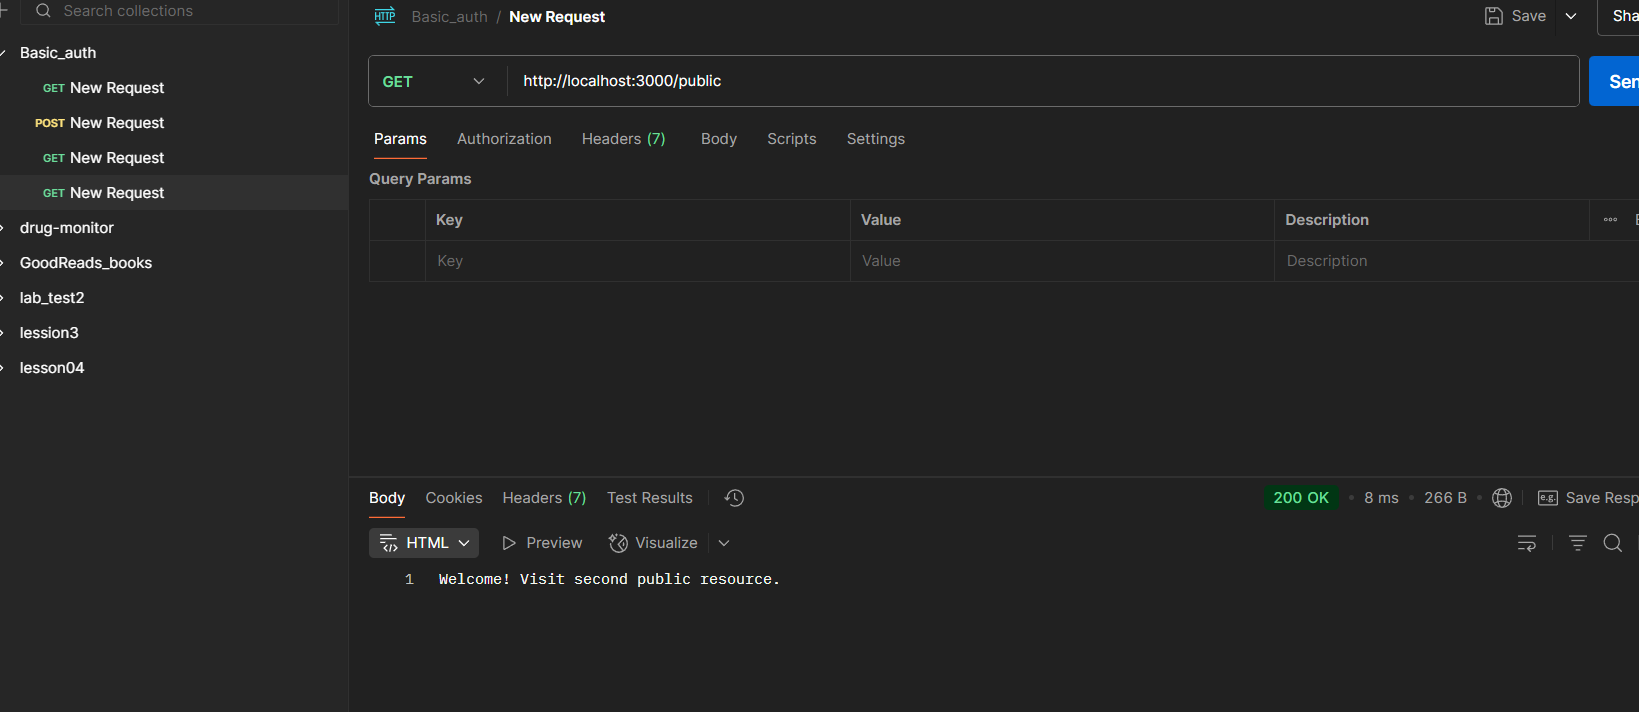 Search collections
Basic_auth
GET New Request
POST New Request
GET New Request
GET New Request
drug-monitor
GoodReads_books
lab_test2
lession3
lesson04
HTTP Basic_auth / New Request
Save
Sha
GET http://localhost:3000/public
Sen
Params Authorization Headers (7) Body Scripts Settings
Query Params
Key Value Description
Key Value Description
Body Cookies Headers (7) Test Results
200 OK • 8 ms • 266 B • e.g. Save Resp
HTML Preview Visualize
1 Welcome! Visit second public resource.